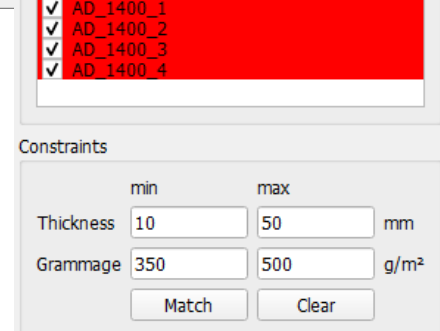 AD_1400_1
AD_1400_2
AD_1400_3
AD_1400_4
Constraints
min max
Thickness 10 50 mm
Grammage 350 500 g/m²
Match Clear